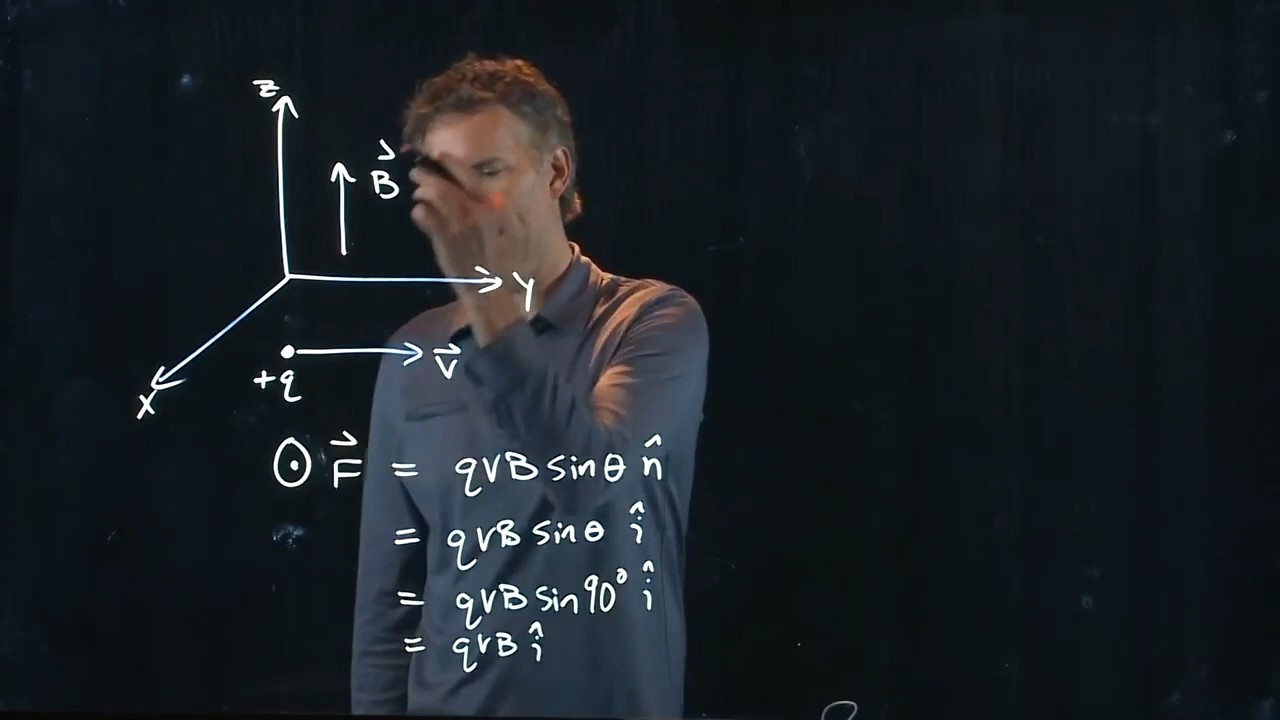 z
B⃗
y
+q v⃗
x
⊙ F⃗ = qvB sin θ n̂
= qvB sin θ î
= qvB sin 90° î
= qvB î